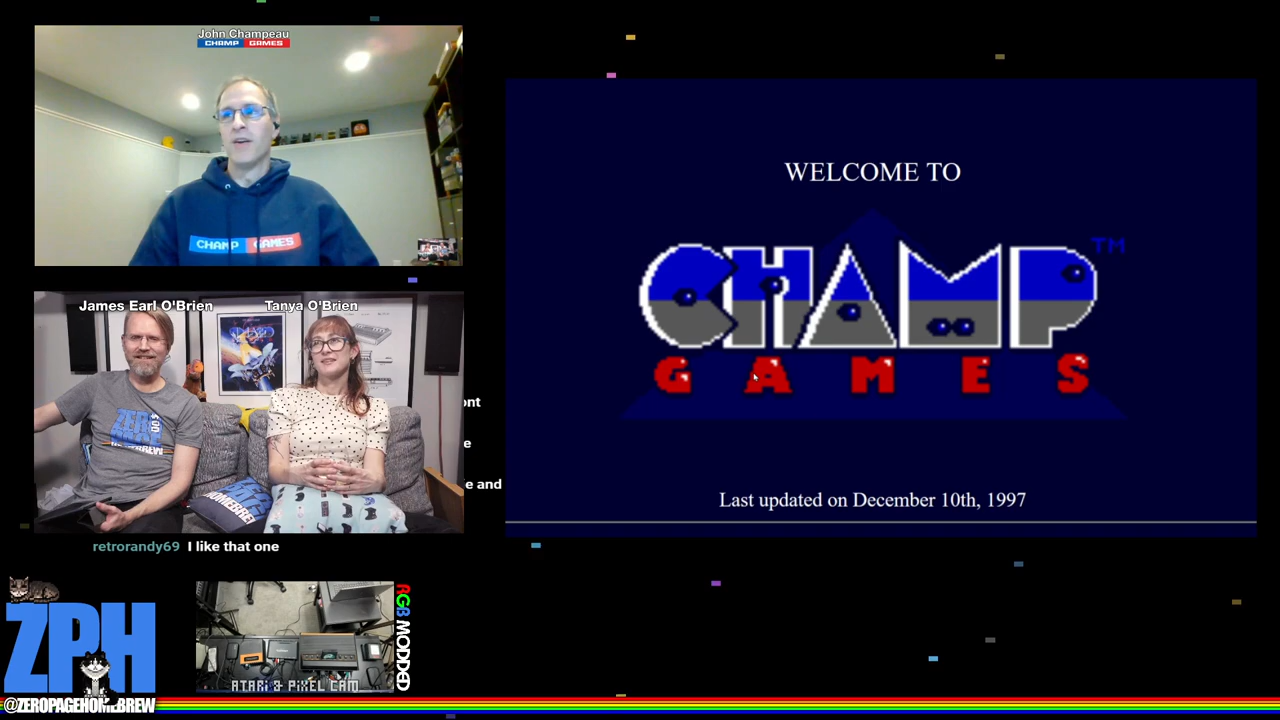 John Champeau
CHAMP GAMES
CHAMP GAMES
James Earl O'Brien
Tanya O'Brien
ont
e
e and
retrorandy69 I like that one
ZPH
@ZEROPAGEHOMEBREW
RGB MODDED
ATARI & PIXEL CAM
WELCOME TO
CHAMP TM
GAMES
Last updated on December 10th, 1997